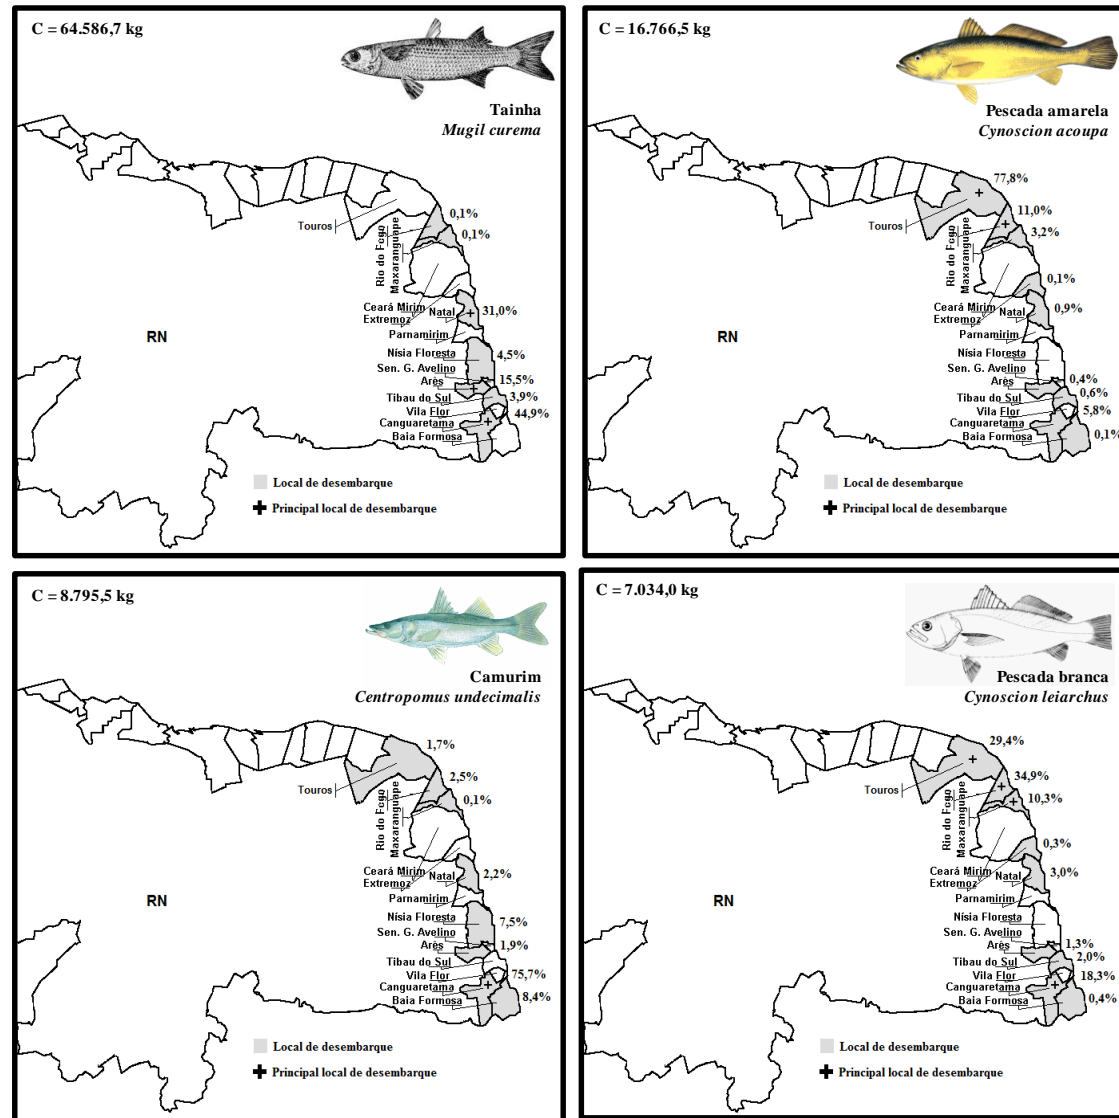 C = 64.586,7 kg
Tainha
Mugil curema
0,1%
0,1%
Touros
Rio do Fogo
Maxaranguape
Ceará Mirim
Extremoz
Natal
31,0%
Parnamirim
RN
Nísia Floresta
4,5%
Sen. G. Avelino
15,5%
Arês
Tibau do Sul
3,9%
Vila Flor
44,9%
Canguaretama
Baia Formosa
Local de desembarque
Principal local de desembarque
C = 16.766,5 kg
Pescada amarela
Cynoscion acoupa
77,8%
11,0%
Touros
3,2%
Rio do Fogo
Maxaranguape
0,1%
Ceará Mirim
Extremoz
Natal
0,9%
Parnamirim
RN
Nísia Floresta
Sen. G. Avelino
0,4%
Arês
0,6%
Tibau do Sul
Vila Flor
5,8%
Canguaretama
Baia Formosa
0,1%
Local de desembarque
Principal local de desembarque
C = 8.795,5 kg
Camurim
Centropomus undecimalis
1,7%
2,5%
Touros
0,1%
Rio do Fogo
Maxaranguape
Ceará Mirim
Extremoz
Natal
2,2%
Parnamirim
RN
Nísia Floresta
7,5%
Sen. G. Avelino
1,9%
Arês
Tibau do Sul
Vila Flor
75,7%
Canguaretama
Baia Formosa
8,4%
Local de desembarque
Principal local de desembarque
C = 7.034,0 kg
Pescada branca
Cynoscion leiarchus
29,4%
34,9%
Touros
10,3%
Rio do Fogo
Maxaranguape
0,3%
Ceará Mirim
Extremoz
Natal
3,0%
Parnamirim
RN
Nísia Floresta
Sen. G. Avelino
1,3%
Arês
2,0%
Tibau do Sul
Vila Flor
18,3%
Canguaretama
Baia Formosa
0,4%
Local de desembarque
Principal local de desembarque